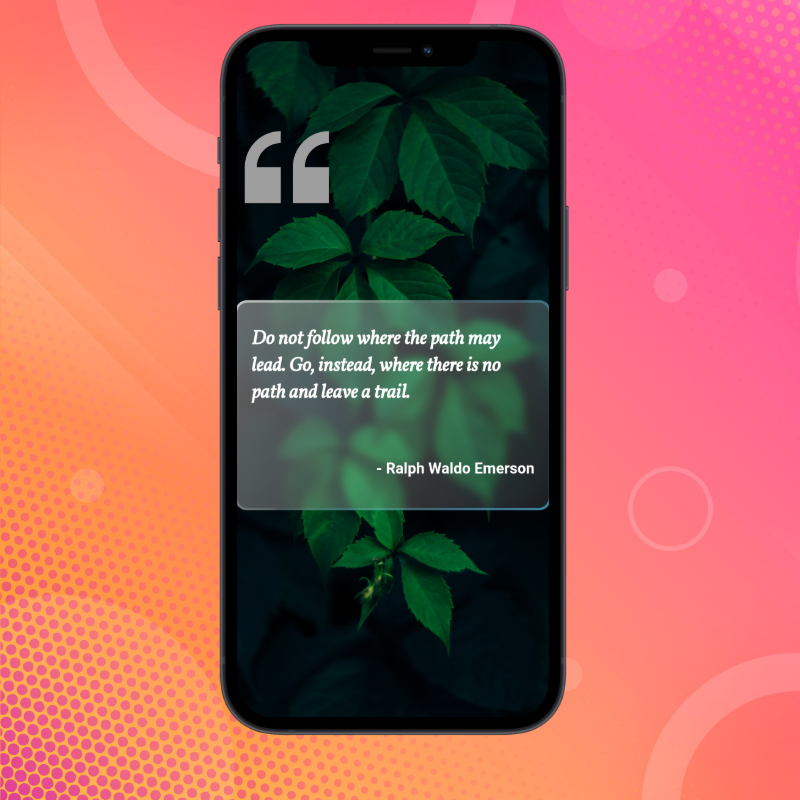 Do not follow where the path may
lead. Go, instead, where there is no
path and leave a trail.
- Ralph Waldo Emerson